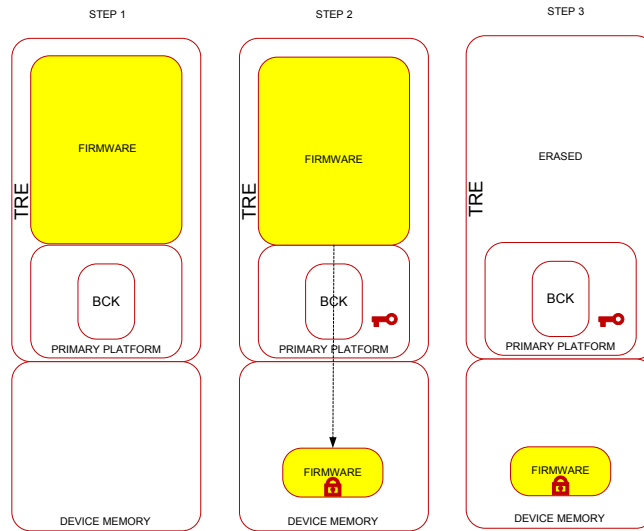 STEP 1
FIRMWARE
TRE
BCK
PRIMARY PLATFORM
DEVICE MEMORY
STEP 2
FIRMWARE
TRE
BCK
PRIMARY PLATFORM
FIRMWARE
DEVICE MEMORY
STEP 3
ERASED
TRE
BCK
PRIMARY PLATFORM
FIRMWARE
DEVICE MEMORY